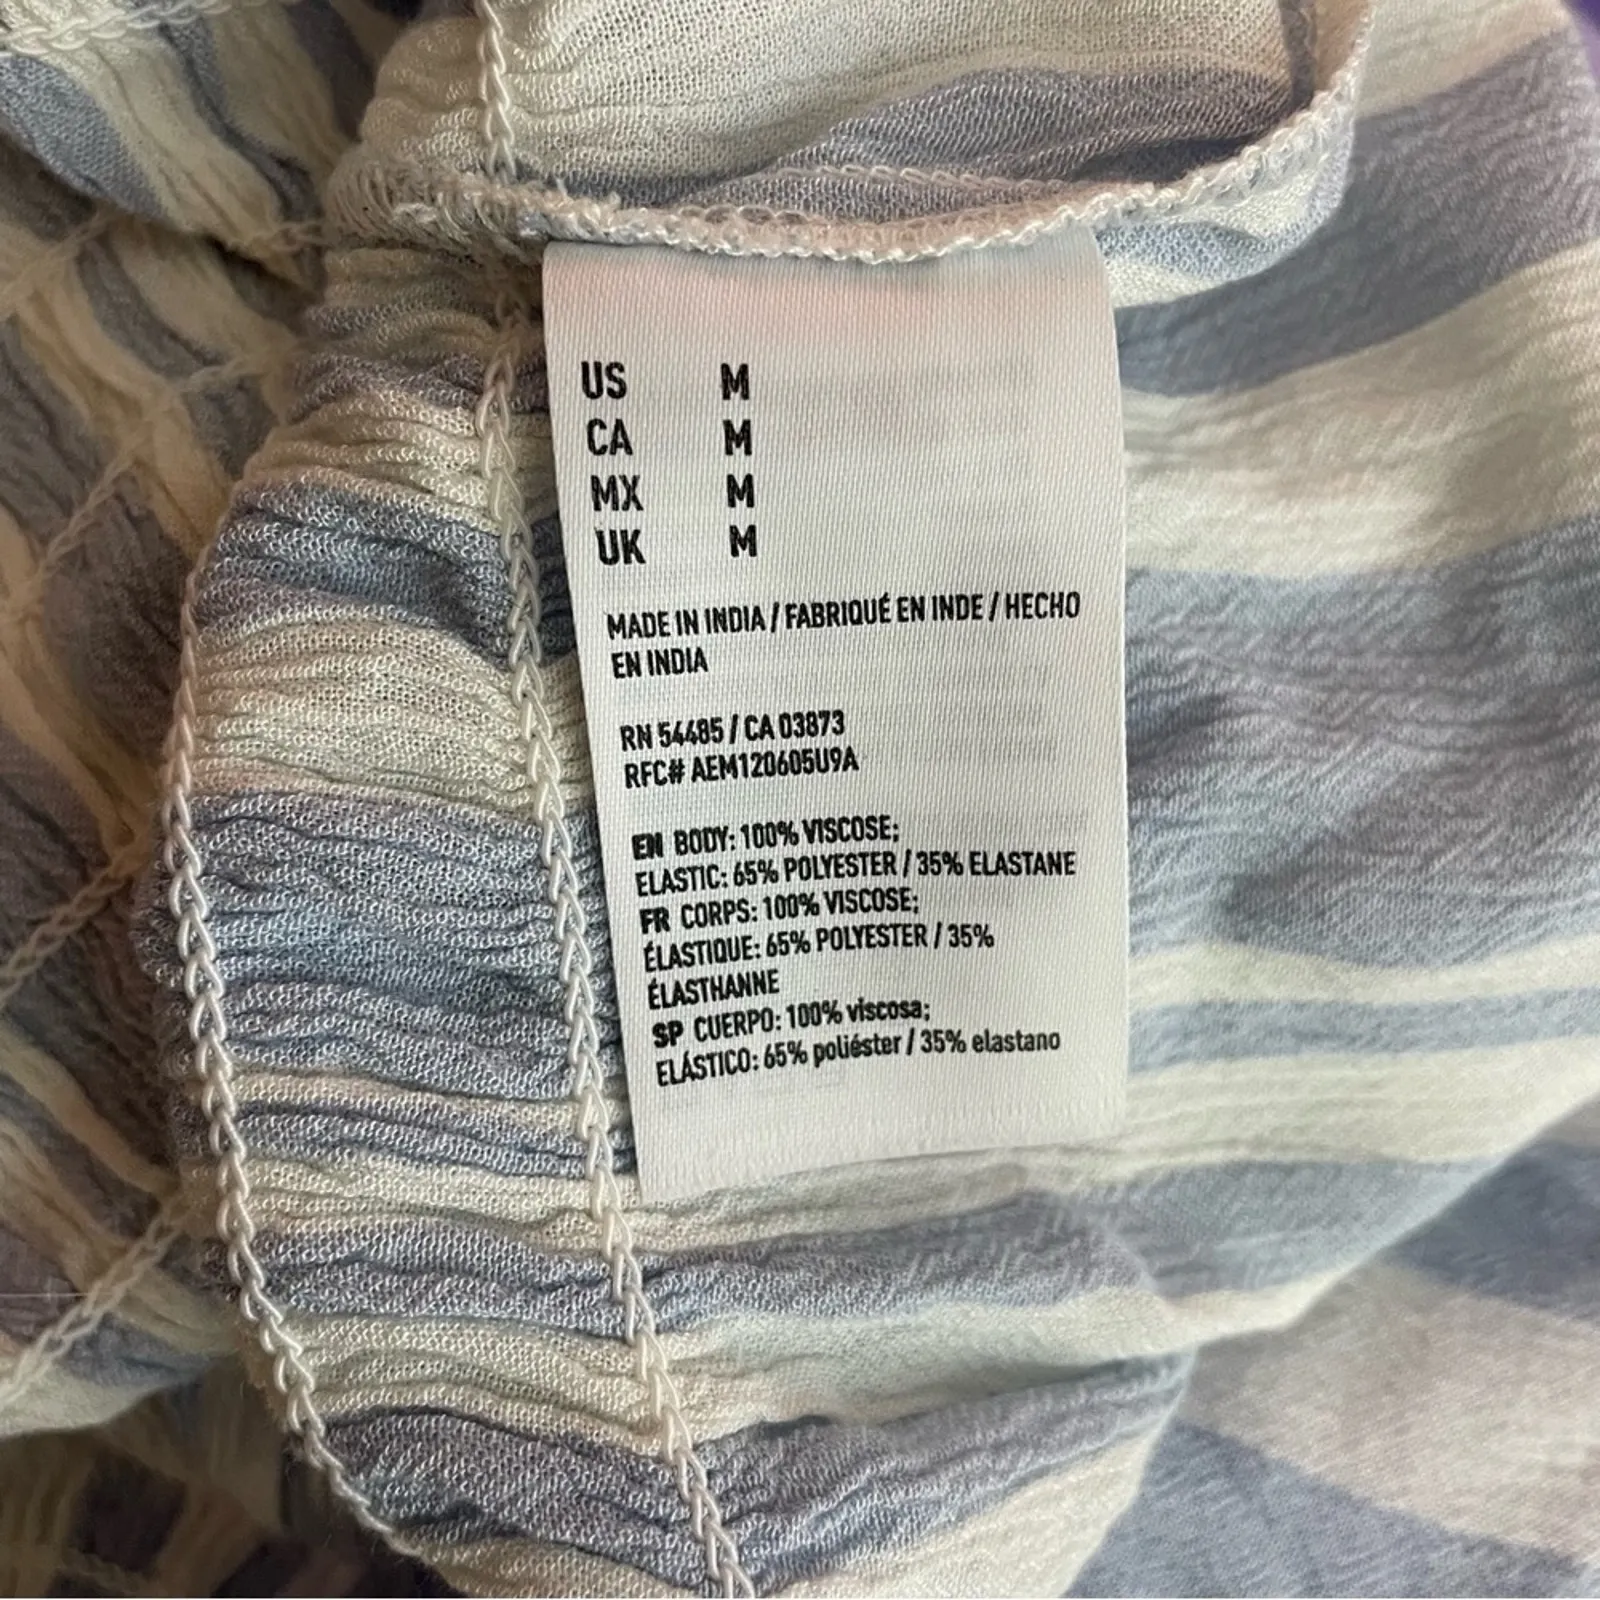 US M
CA M
MX M
UK M
MADE IN INDIA / FABRIQUÉ EN INDE / HECHO
EN INDIA
RN 54485 / CA 03873
RFC# AEM120605U9A
EN BODY: 100% VISCOSE;
ELASTIC: 65% POLYESTER / 35% ELASTANE
FR CORPS: 100% VISCOSE;
ÉLASTIQUE: 65% POLYESTER / 35%
ÉLASTHANNE
SP CUERPO: 100% viscosa;
ELÁSTICO: 65% poliéster / 35% elastano